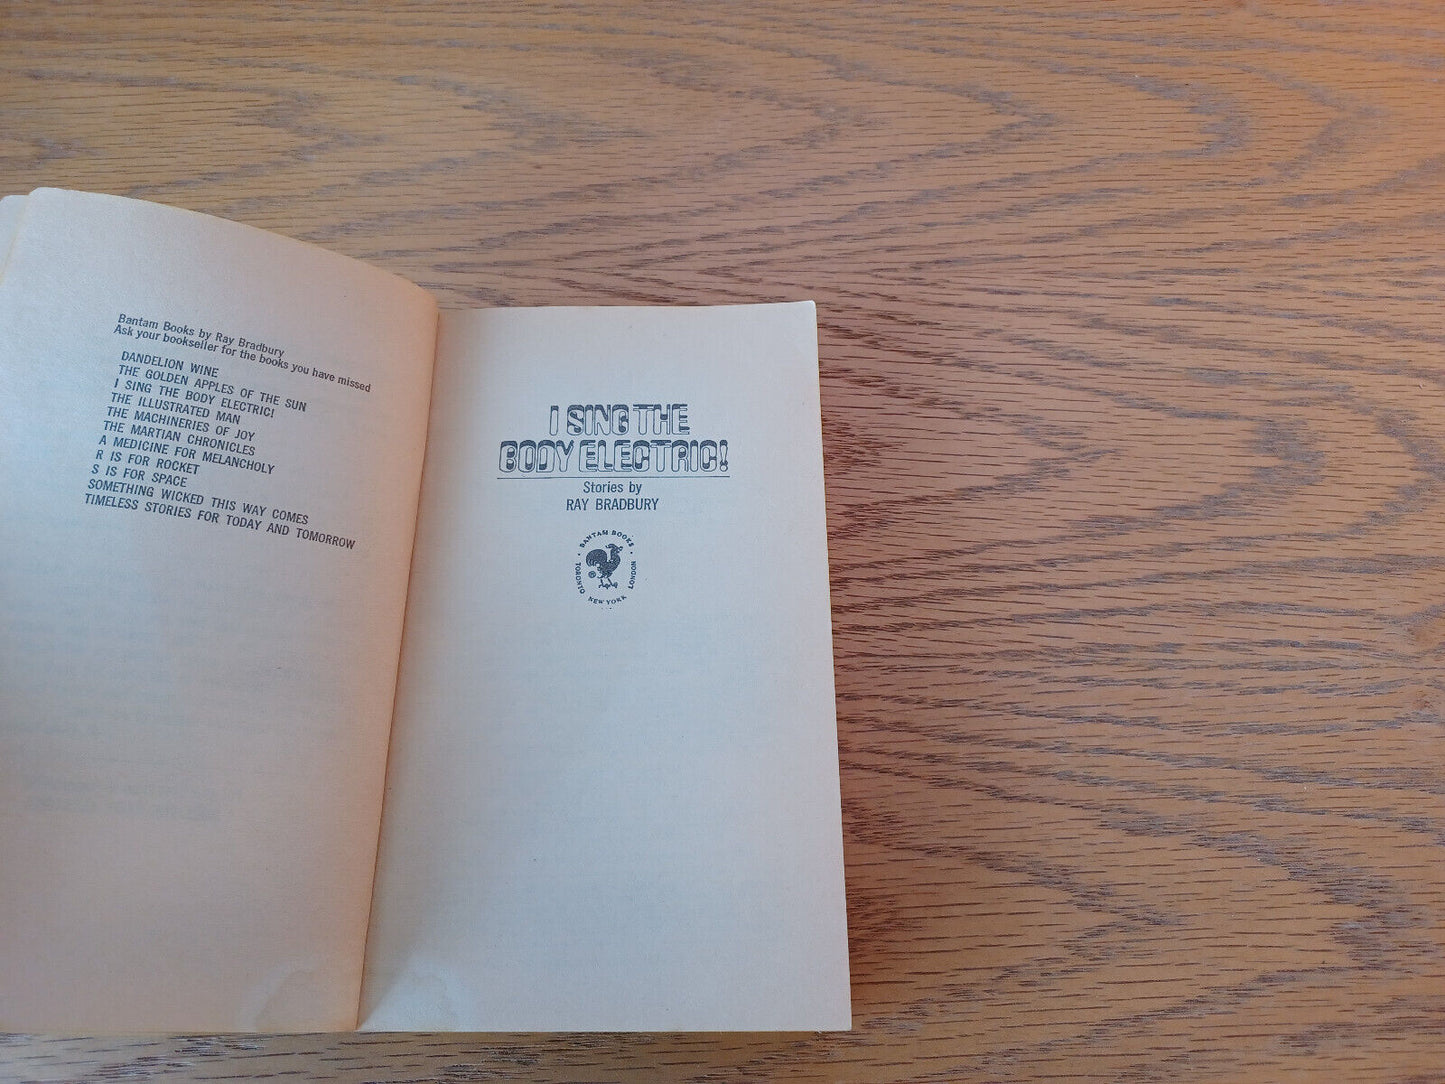 Bantam Books by Ray Bradbury
Ask your bookseller for the books you have missed
DANDELION WINE
THE GOLDEN APPLES OF THE SUN
I SING THE BODY ELECTRIC!
THE ILLUSTRATED MAN
THE MACHINERIES OF JOY
THE MARTIAN CHRONICLES
A MEDICINE FOR MELANCHOLY
R IS FOR ROCKET
S IS FOR SPACE
SOMETHING WICKED THIS WAY COMES
TIMELESS STORIES FOR TODAY AND TOMORROW
I SING THE
BODY ELECTRIC!
Stories by
RAY BRADBURY
BANTAM BOOKS
TORONTO • NEW YORK • LONDON